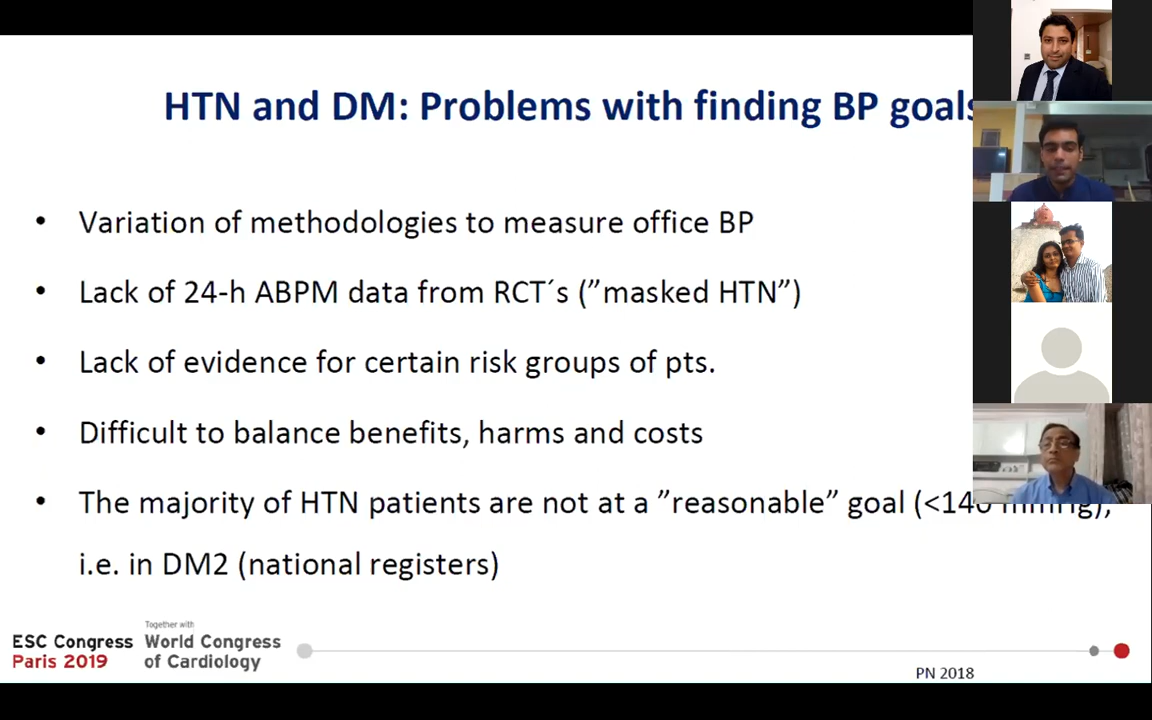 HTN and DM: Problems with finding BP goals
• Variation of methodologies to measure office BP
• Lack of 24-h ABPM data from RCT´s (”masked HTN”)
• Lack of evidence for certain risk groups of pts.
• Difficult to balance benefits, harms and costs
• The majority of HTN patients are not at a ”reasonable” goal (<140 mmHg),
i.e. in DM2 (national registers)
Together with
ESC Congress World Congress
Paris 2019 of Cardiology
PN 2018